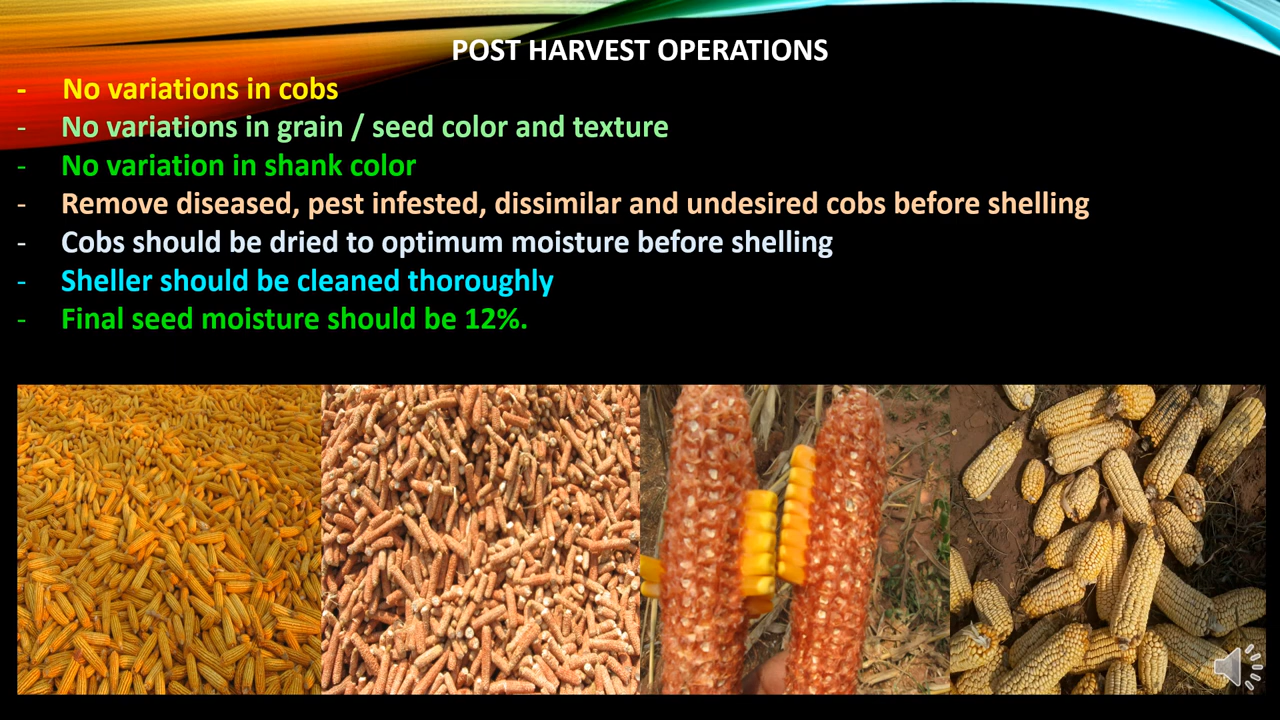 POST HARVEST OPERATIONS
- No variations in cobs
- No variations in grain / seed color and texture
- No variation in shank color
- Remove diseased, pest infested, dissimilar and undesired cobs before shelling
- Cobs should be dried to optimum moisture before shelling
- Sheller should be cleaned thoroughly
- Final seed moisture should be 12%.